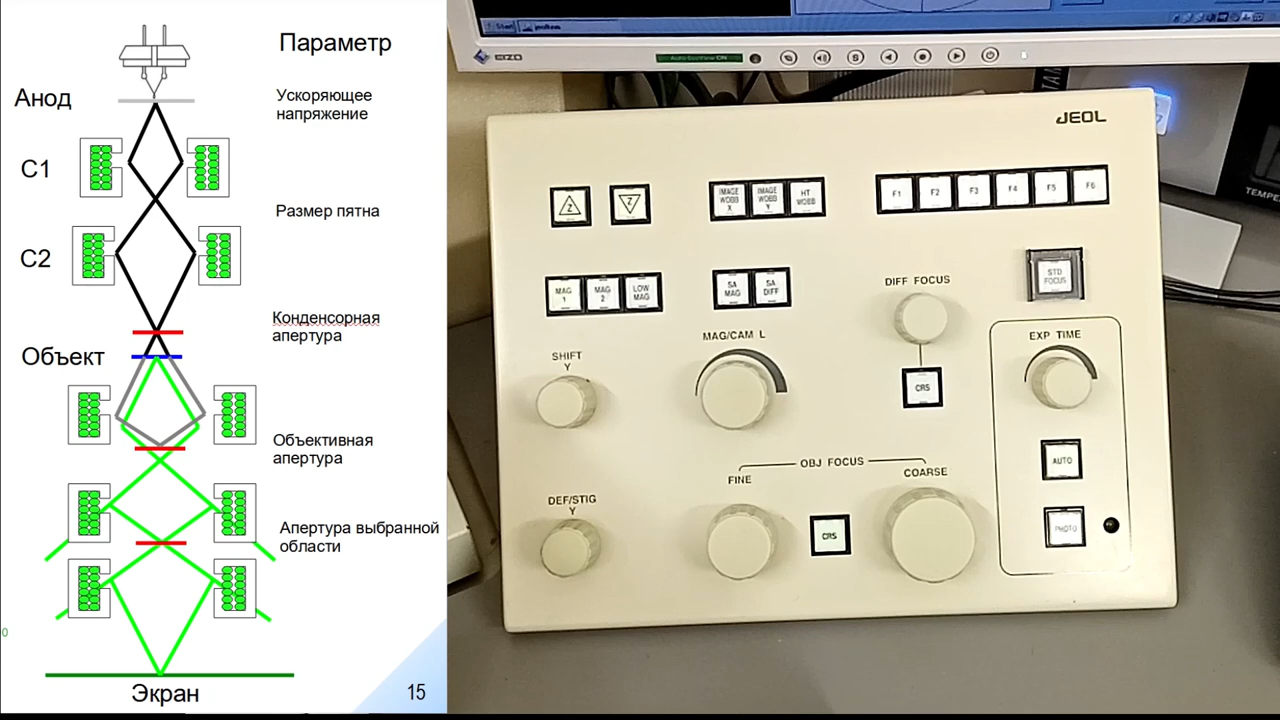 Параметр
Анод
Ускоряющее
напряжение
C1
Размер пятна
C2
Конденсорная
апертура
Объект
Объективная
апертура
Апертура выбранной
области
0
Экран
15
Start
EIZO
JEOL
Z
Z
IMAGE
WOBB
X
IMAGE
WOBB
Y
HT
WOBB
F1
F2
F3
F4
F5
F6
MAG
1
MAG
2
LOW
MAG
SA
MAG
SA
DIFF
DIFF FOCUS
STD
FOCUS
SHIFT
Y
MAG/CAM L
CRS
EXP TIME
AUTO
PHOTO
OBJ FOCUS
FINE
COARSE
CRS
DEF/STIG
Y